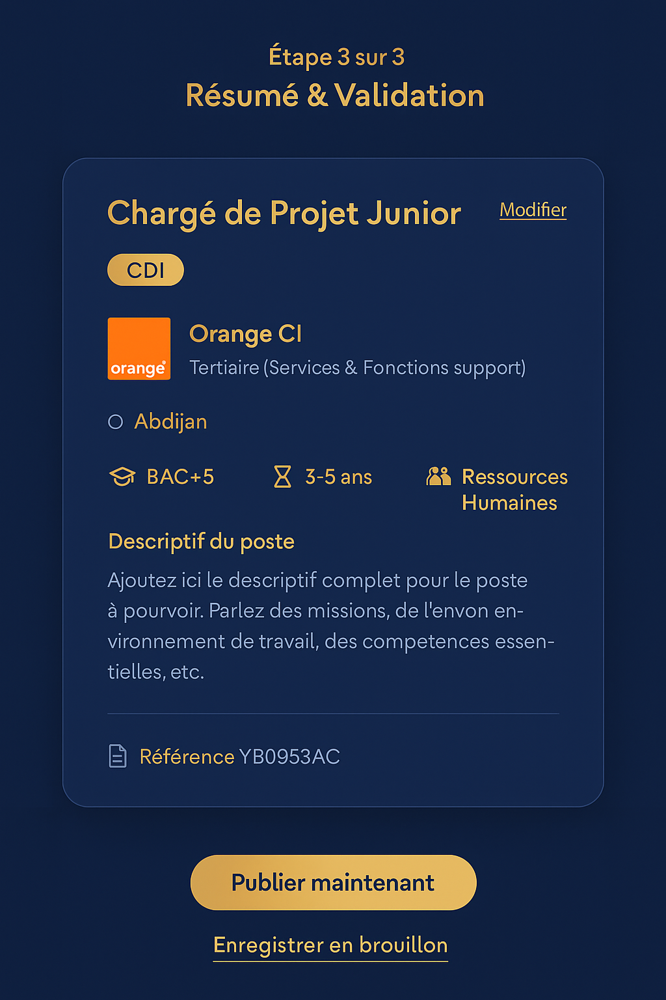 Étape 3 sur 3
Résumé & Validation
Chargé de Projet Junior
Modifier
CDI
orange®
Orange CI
Tertiaire (Services & Fonctions support)
Abdijan
BAC+5
3-5 ans
Ressources
Humaines
Descriptif du poste
Ajoutez ici le descriptif complet pour le poste
à pourvoir. Parlez des missions, de l'envon en-
vironnement de travail, des competences essen-
tielles, etc.
Référence YB0953AC
Publier maintenant
Enregistrer en brouillon